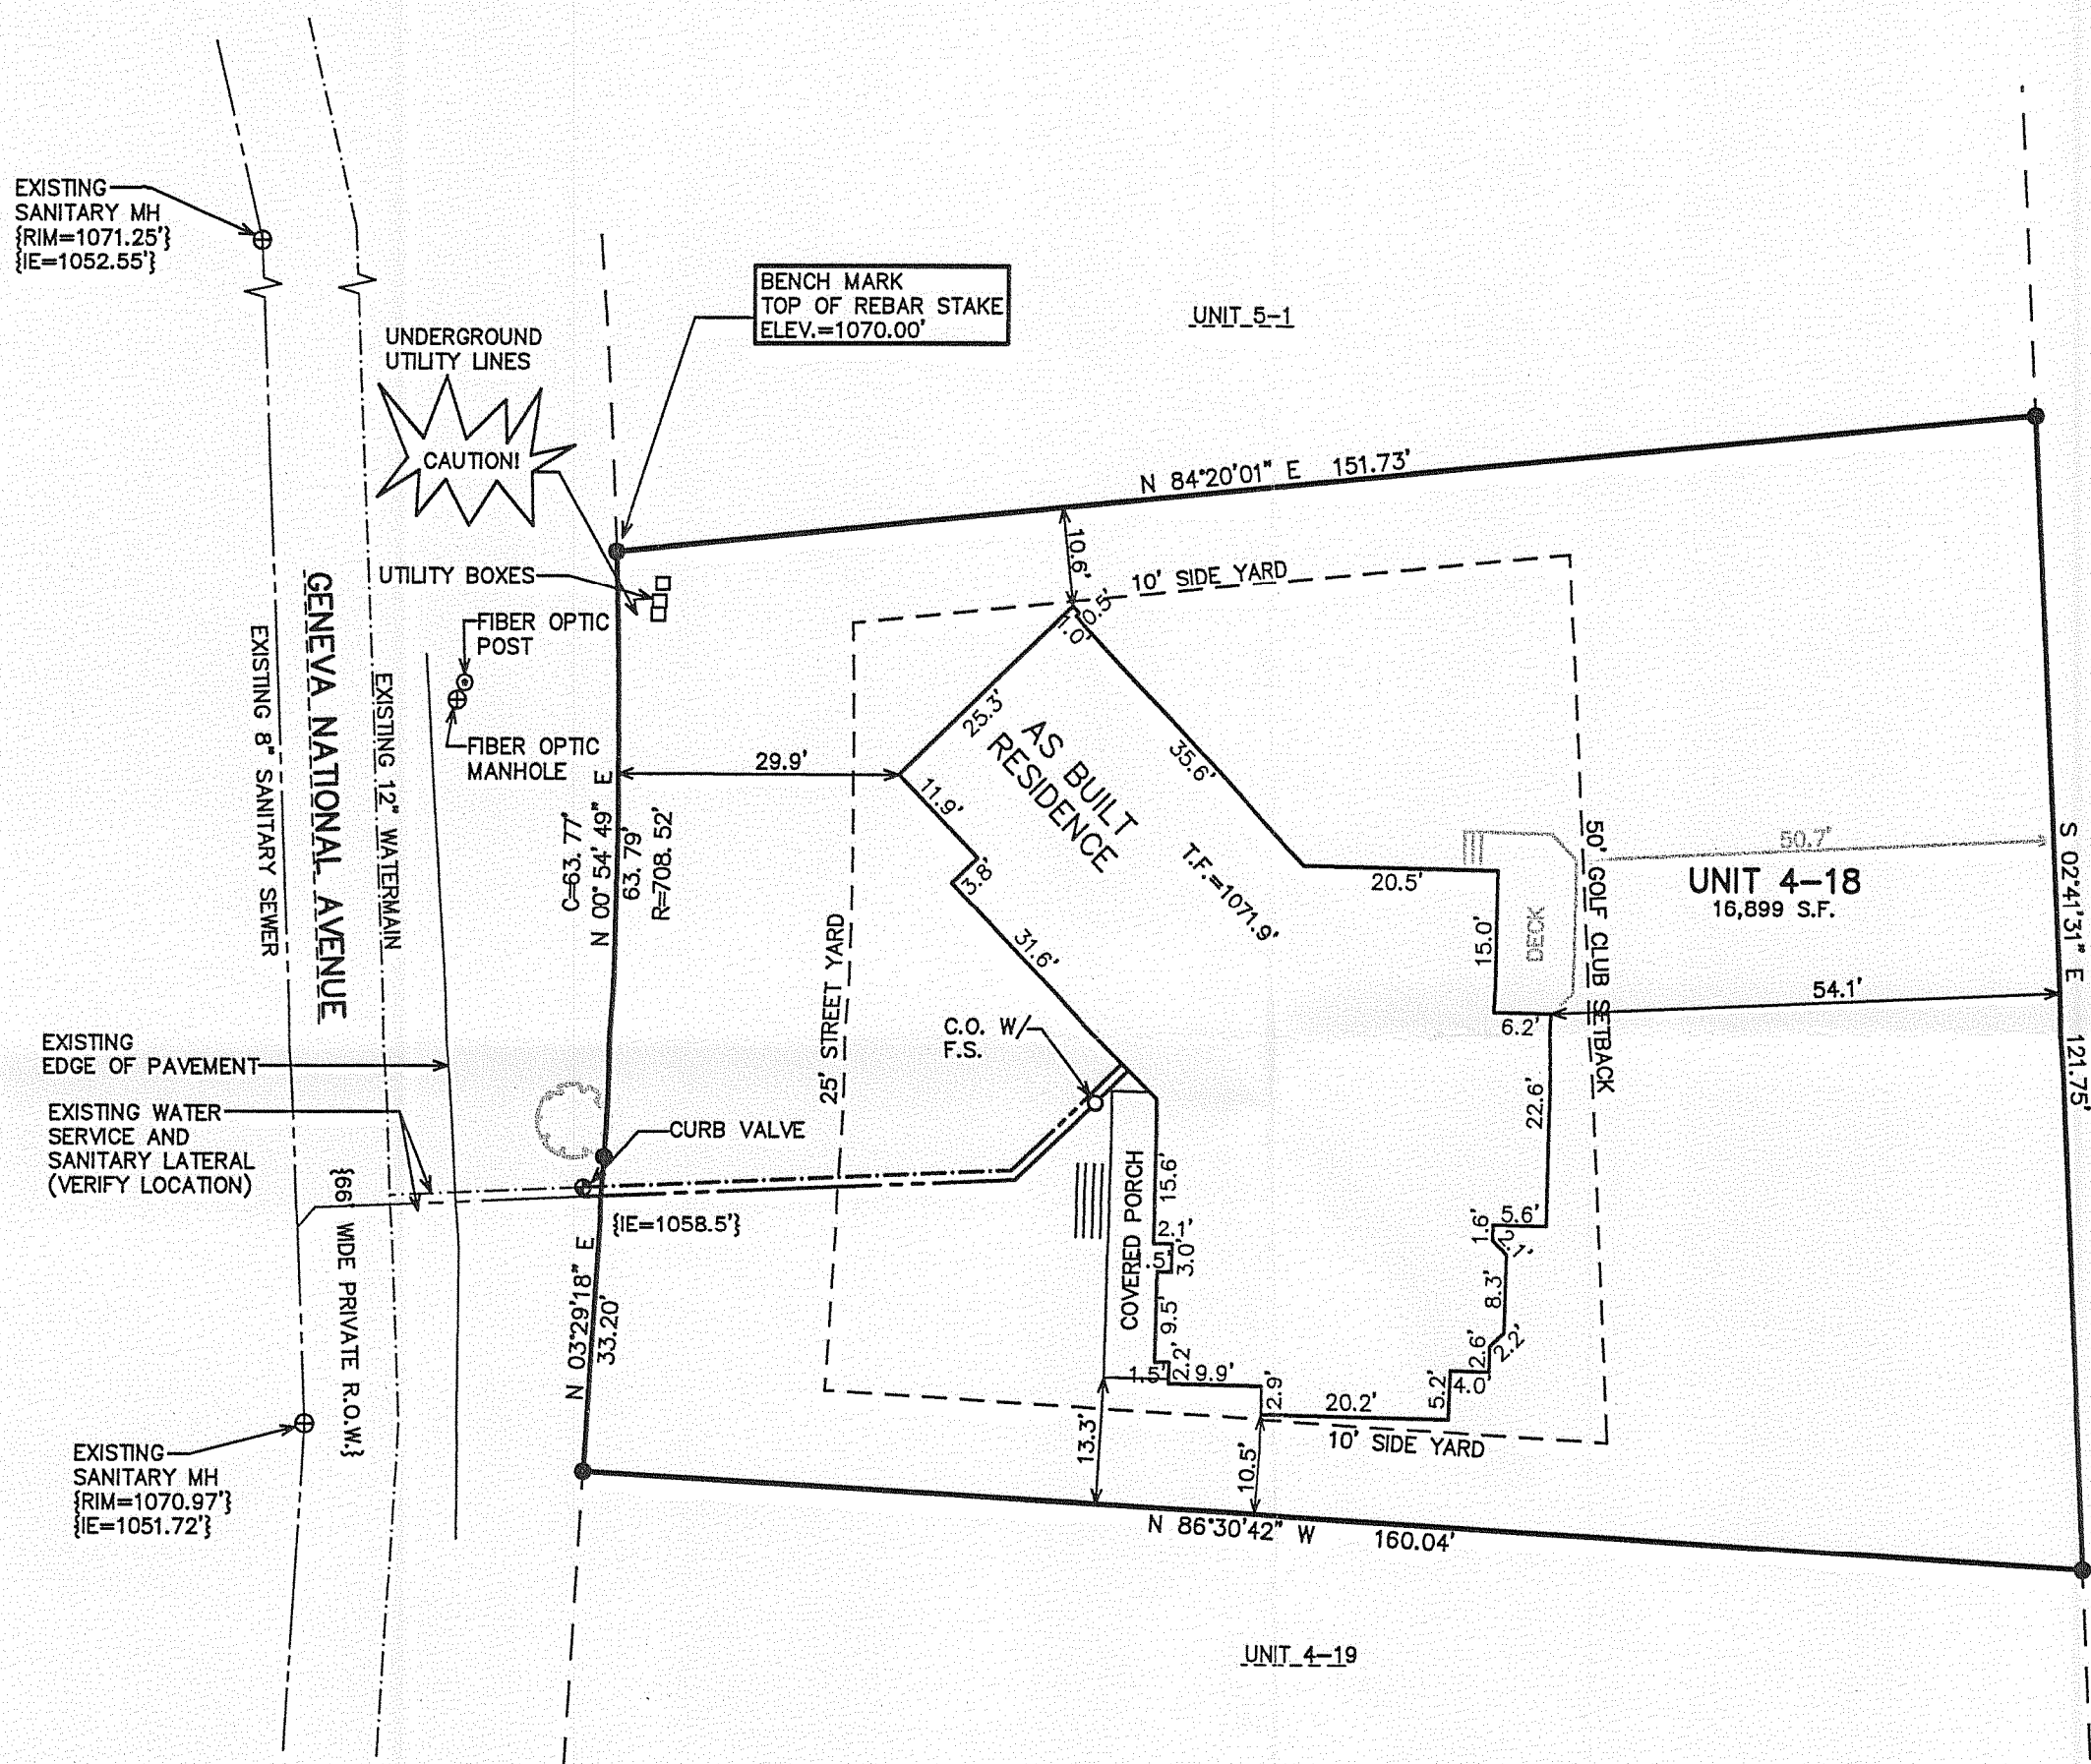 EXISTING
SANITARY MH
{RIM=1071.25'}
{IE=1052.55'}
BENCH MARK
TOP OF REBAR STAKE
ELEV.=1070.00'
UNIT 5-1
UNDERGROUND
UTILITY LINES
CAUTION!
N 84°20'01" E 151.73'
10.6'
10' SIDE YARD
0.5'
1.0'
UTILITY BOXES
FIBER OPTIC
POST
FIBER OPTIC
MANHOLE
GENEVA NATIONAL AVENUE
EXISTING 8" SANITARY SEWER
EXISTING 12" WATERMAIN
{66' WIDE PRIVATE R.O.W.}
C=63.77'
N 00°54'49" E
63.79'
R=708.52'
29.9'
25.3'
11.9'
3.8'
31.6'
35.6'
AS BUILT
RESIDENCE
T.F.=1071.9'
20.5'
15.0'
DECK
6.2'
50' GOLF CLUB SETBACK
50.7'
UNIT 4-18
16,899 S.F.
54.1'
S 02°41'31" E 121.75'
25' STREET YARD
C.O. W/
F.S.
EXISTING
EDGE OF PAVEMENT
EXISTING WATER
SERVICE AND
SANITARY LATERAL
(VERIFY LOCATION)
CURB VALVE
{IE=1058.5'}
N 03°29'18" E
33.20'
COVERED PORCH
15.6'
2.1'
3.0'
.5'
9.5'
2.2'
1.5'
9.9'
2.9'
20.2'
5.2'
4.0'
2.6'
2.2'
8.3'
2.1'
1.6'
5.6'
22.6'
13.3'
10.5'
10' SIDE YARD
N 86°30'42" W 160.04'
EXISTING
SANITARY MH
{RIM=1070.97'}
{IE=1051.72'}
UNIT 4-19